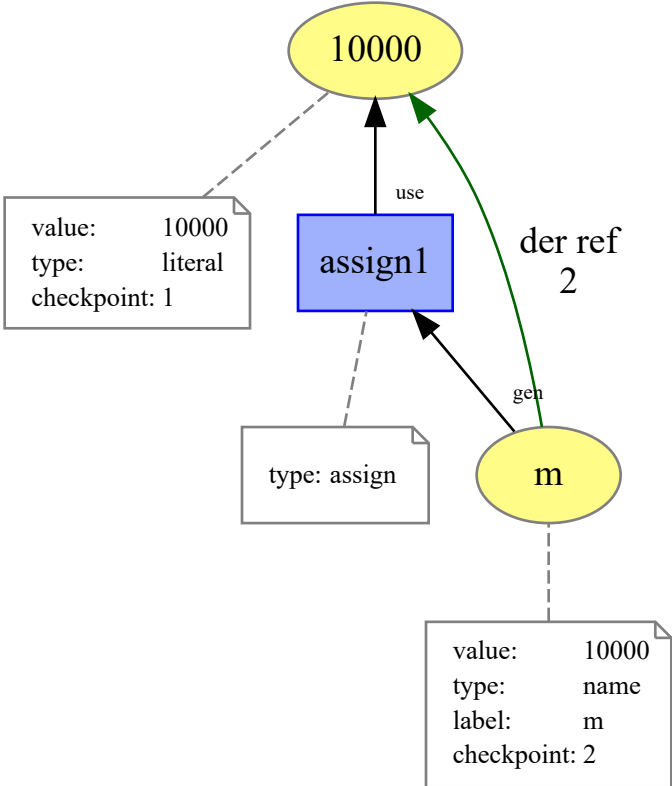 10000
use
value: 10000
type: literal
checkpoint: 1
assign1
der ref
2
gen
type: assign
m
value: 10000
type: name
label: m
checkpoint: 2